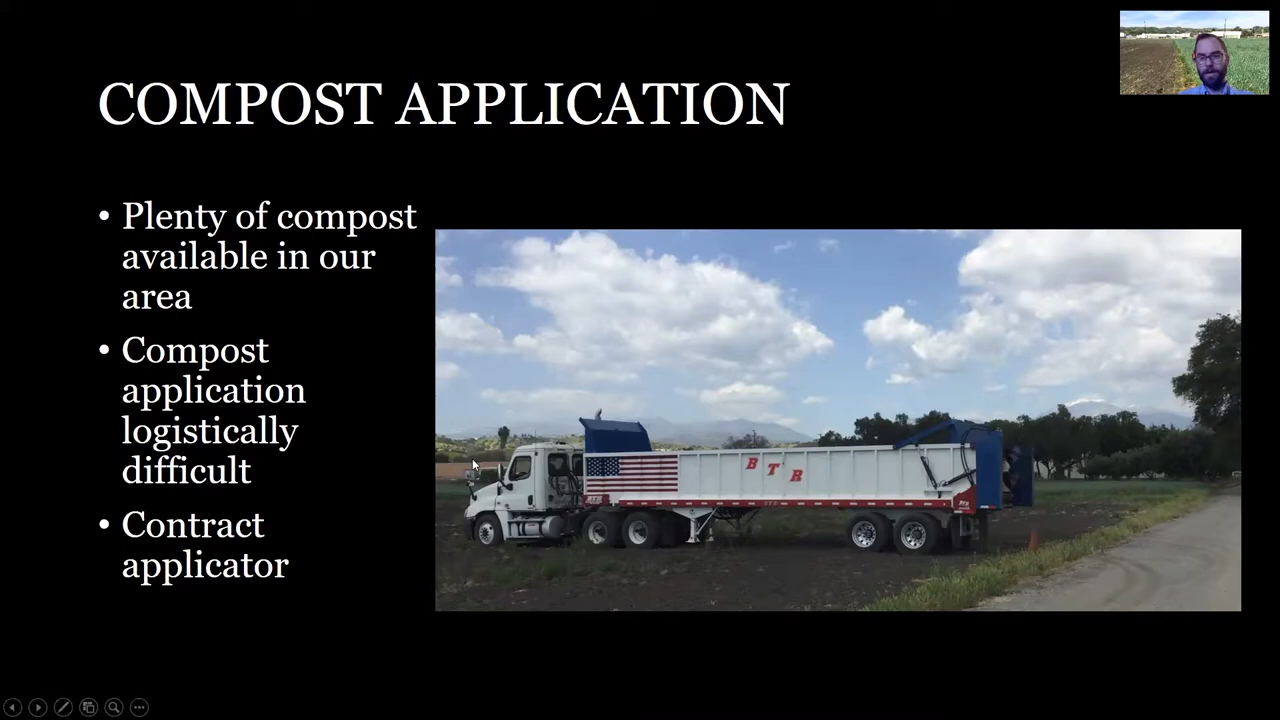 COMPOST APPLICATION
• Plenty of compost
available in our
area
• Compost
application
logistically
difficult
• Contract
applicator
B T R